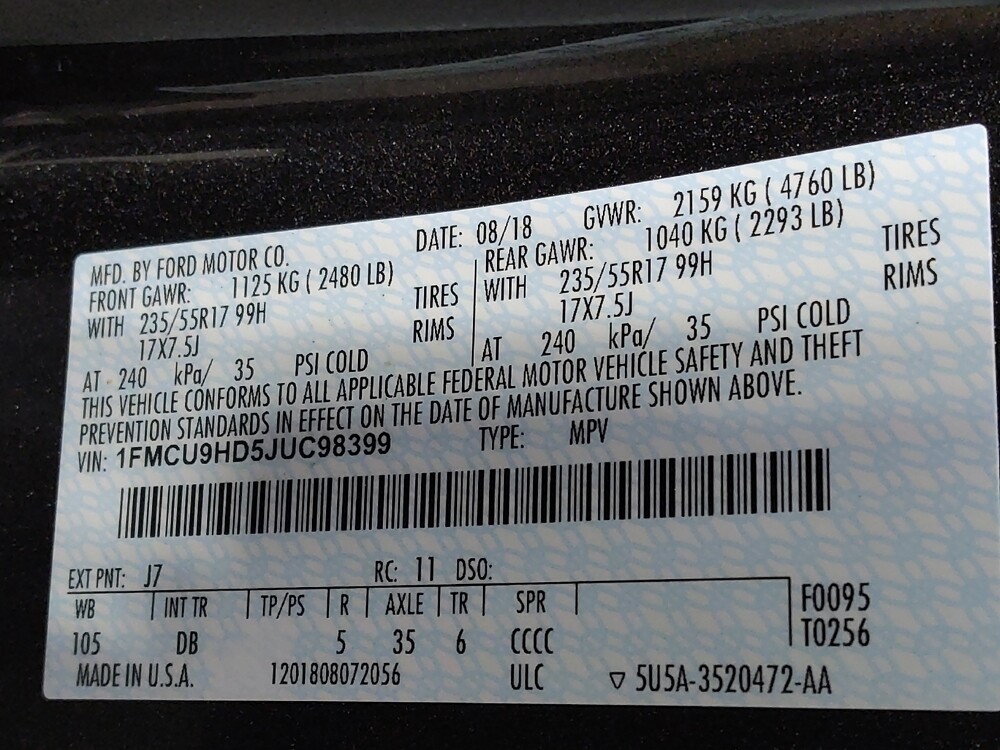 MFD. BY FORD MOTOR CO. DATE: 08/18 GVWR: 2159 KG ( 4760 LB)
FRONT GAWR: 1125 KG ( 2480 LB) REAR GAWR: 1040 KG ( 2293 LB)
WITH 235/55R17 99H TIRES WITH 235/55R17 99H TIRES
17X7.5J RIMS 17X7.5J RIMS
AT 240 kPa/ 35 PSI COLD AT 240 kPa/ 35 PSI COLD
THIS VEHICLE CONFORMS TO ALL APPLICABLE FEDERAL MOTOR VEHICLE SAFETY AND THEFT
PREVENTION STANDARDS IN EFFECT ON THE DATE OF MANUFACTURE SHOWN ABOVE.
VIN: 1FMCU9HD5JUC98399 TYPE: MPV
EXT PNT: J7 RC: 11 DSO:
WB INT TR TP/PS R AXLE TR SPR F0095
105 DB 5 35 6 CCCC T0256
MADE IN U.S.A. 1201808072056 ULC ▽ 5U5A-3520472-AA